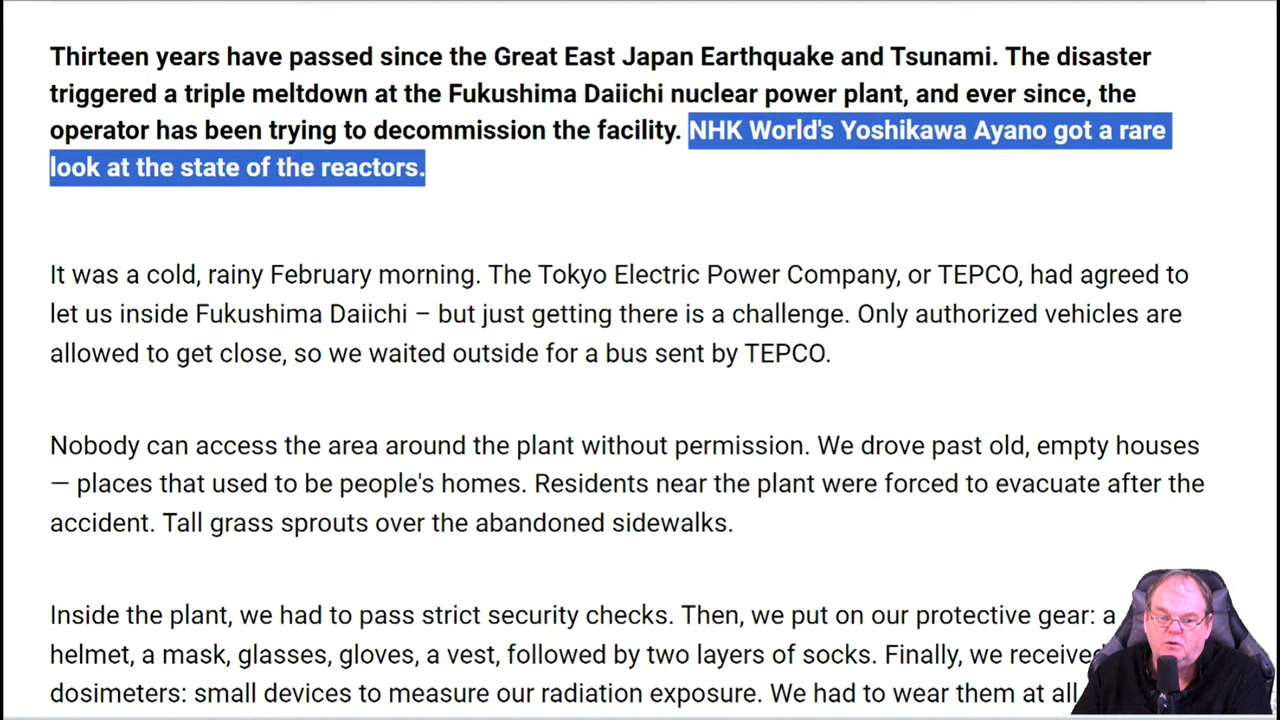 Thirteen years have passed since the Great East Japan Earthquake and Tsunami. The disaster
triggered a triple meltdown at the Fukushima Daiichi nuclear power plant, and ever since, the
operator has been trying to decommission the facility. NHK World's Yoshikawa Ayano got a rare
look at the state of the reactors.
It was a cold, rainy February morning. The Tokyo Electric Power Company, or TEPCO, had agreed to
let us inside Fukushima Daiichi – but just getting there is a challenge. Only authorized vehicles are
allowed to get close, so we waited outside for a bus sent by TEPCO.
Nobody can access the area around the plant without permission. We drove past old, empty houses
— places that used to be people's homes. Residents near the plant were forced to evacuate after the
accident. Tall grass sprouts over the abandoned sidewalks.
Inside the plant, we had to pass strict security checks. Then, we put on our protective gear: a
helmet, a mask, glasses, gloves, a vest, followed by two layers of socks. Finally, we received
dosimeters: small devices to measure our radiation exposure. We had to wear them at all